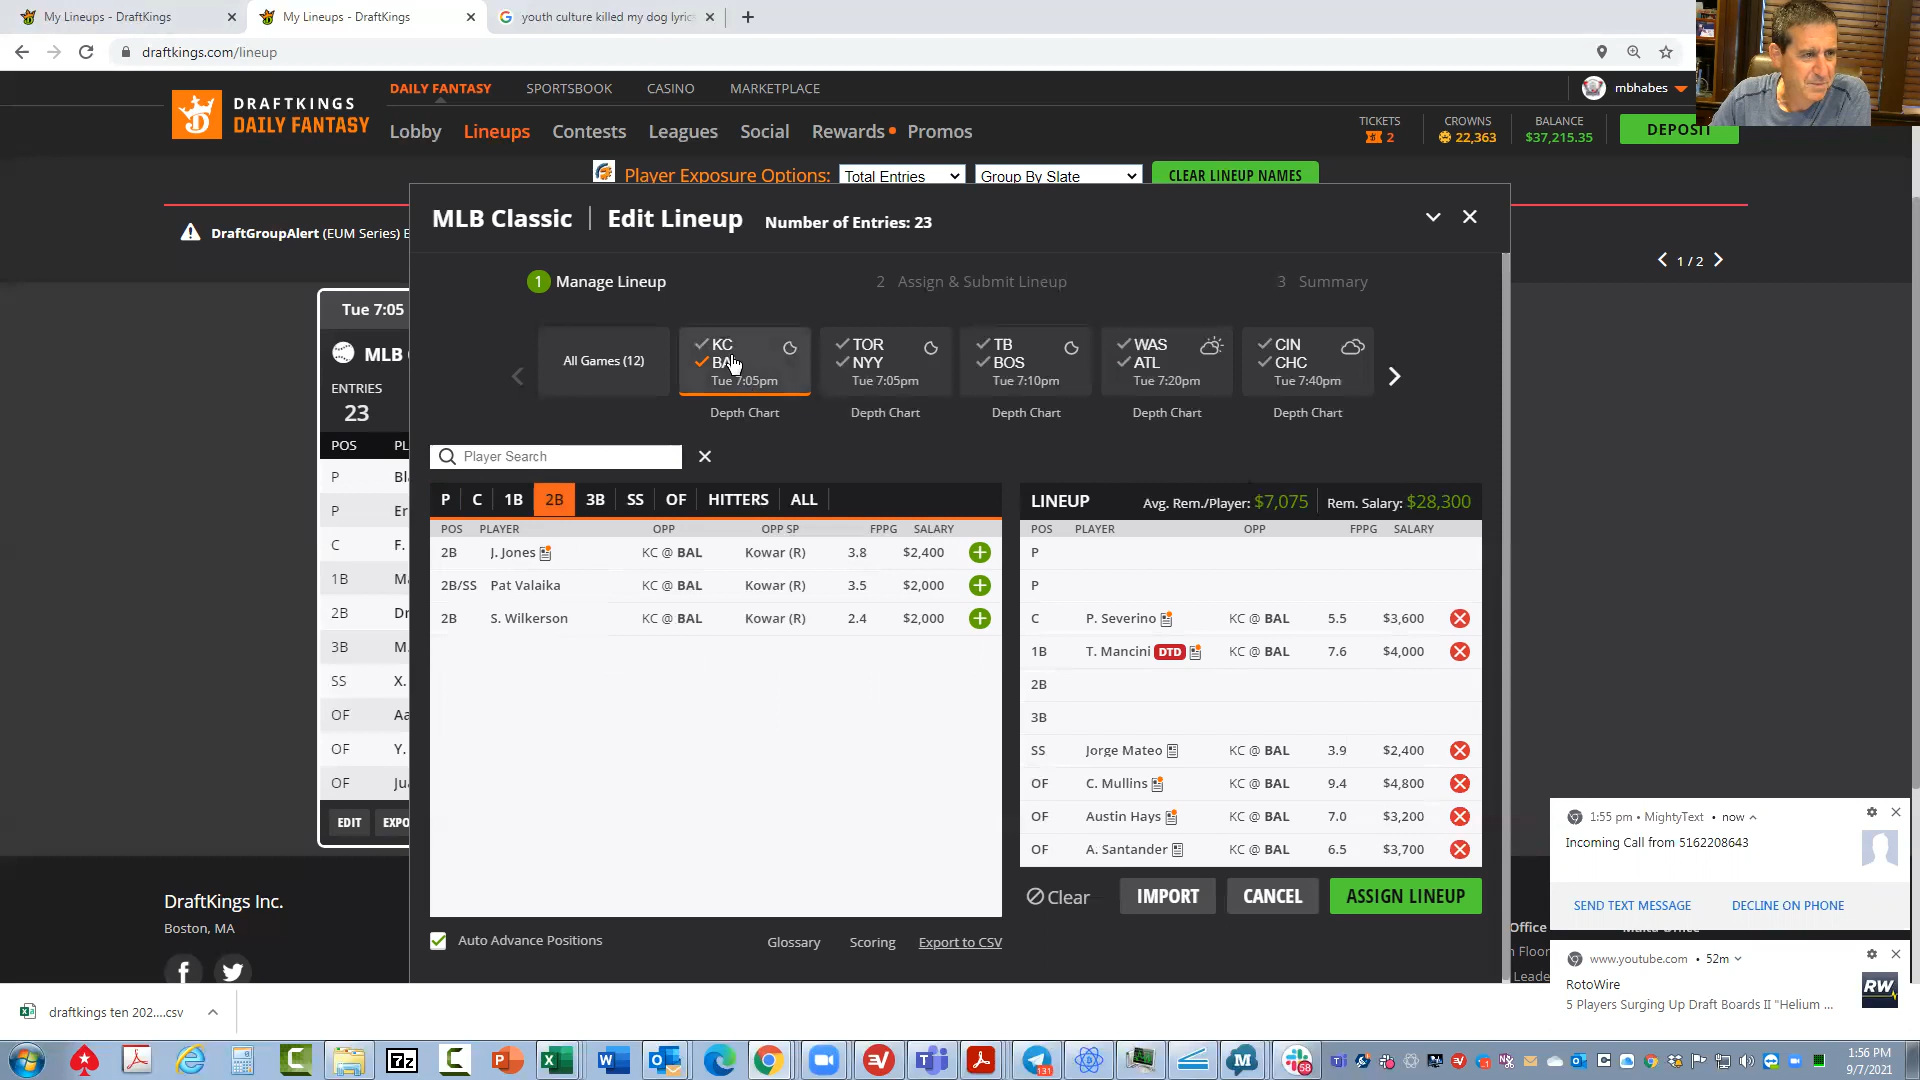 My Lineups - DraftKings
My Lineups - DraftKings
youth culture killed my dog lyric
draftkings.com/lineup
DAILY FANTASY SPORTSBOOK CASINO MARKETPLACE
mbhabes
DRAFTKINGS
DAILY FANTASY
Lobby Lineups Contests Leagues Social Rewards Promos
TICKETS
2
CROWNS
22,363
BALANCE
$37,215.35
DEPOSIT
Player Exposure Options: Total Entries Group By Slate CLEAR LINEUP NAMES
DraftGroupAlert (EUM Series) E
1 / 2
MLB Classic Edit Lineup Number of Entries: 23
1 Manage Lineup
2 Assign & Submit Lineup
3 Summary
All Games (12)
KC
BAL
Tue 7:05pm
Depth Chart
TOR
NYY
Tue 7:05pm
Depth Chart
TB
BOS
Tue 7:10pm
Depth Chart
WAS
ATL
Tue 7:20pm
Depth Chart
CIN
CHC
Tue 7:40pm
Depth Chart
Player Search
P C 1B 2B 3B SS OF HITTERS ALL
POS PLAYER OPP OPP SP FPPG SALARY
2B J. Jones KC @ BAL Kowar (R) 3.8 $2,400
2B/SS Pat Valaika KC @ BAL Kowar (R) 3.5 $2,000
2B S. Wilkerson KC @ BAL Kowar (R) 2.4 $2,000
LINEUP Avg. Rem./Player: $7,075 Rem. Salary: $28,300
POS PLAYER OPP FPPG SALARY
P
P
C P. Severino KC @ BAL 5.5 $3,600
1B T. Mancini DTD KC @ BAL 7.6 $4,000
2B
3B
SS Jorge Mateo KC @ BAL 3.9 $2,400
OF C. Mullins KC @ BAL 9.4 $4,800
OF Austin Hays KC @ BAL 7.0 $3,200
OF A. Santander KC @ BAL 6.5 $3,700
Clear IMPORT CANCEL ASSIGN LINEUP
Auto Advance Positions
Glossary Scoring Export to CSV
Tue 7:05
MLB
ENTRIES
23
POS PL
P Bl
P Er
C F.
1B M
2B Dr
3B M.
SS X.
OF Aa
OF Y.
OF Ju
EDIT EXPO
DraftKings Inc.
Boston, MA
Office
n Floor
Leade
1:55 pm • MightyText • now
Incoming Call from 5162208643
SEND TEXT MESSAGE DECLINE ON PHONE
www.youtube.com • 52m
RotoWire
5 Players Surging Up Draft Boards II "Helium ...
RW
draftkings ten 202....csv
7z
131
58
1:56 PM
9/7/2021